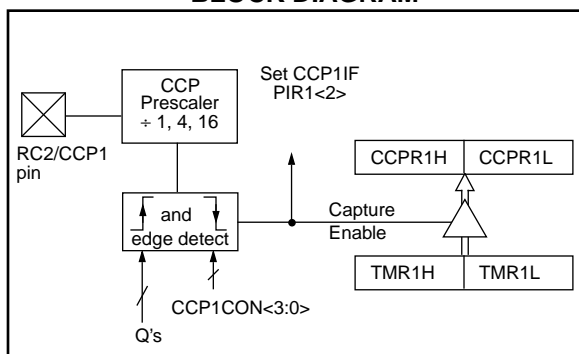 BLOCK DIAGRAM
CCP
Prescaler
÷ 1, 4, 16
Set CCP1IF
PIR1<2>
RC2/CCP1
pin
CCPR1H
CCPR1L
and
edge detect
Capture
Enable
TMR1H
TMR1L
CCP1CON<3:0>
Q's